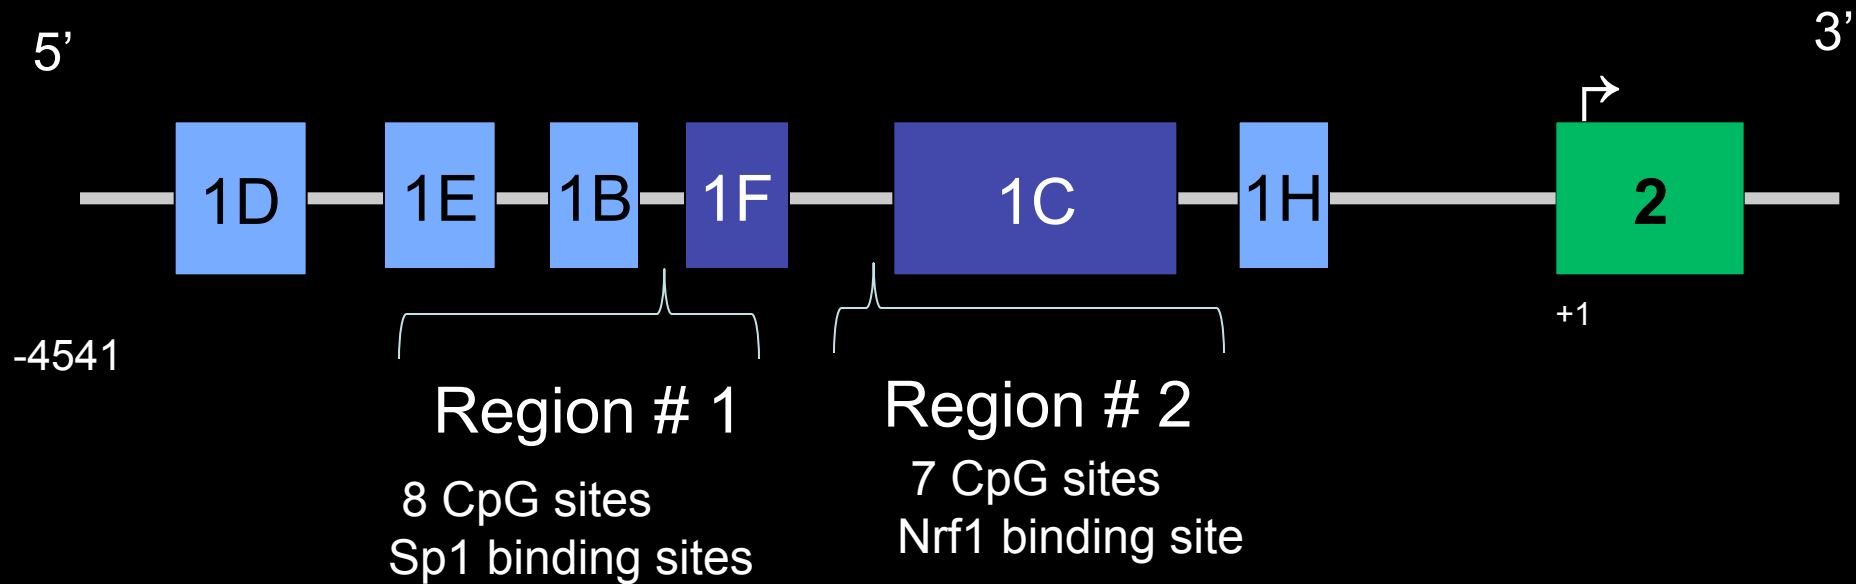 5’
3’
1D
1E
1B
1F
1C
1H
2
+1
-4541
Region # 1
8 CpG sites
Sp1 binding sites
Region # 2
7 CpG sites
Nrf1 binding site